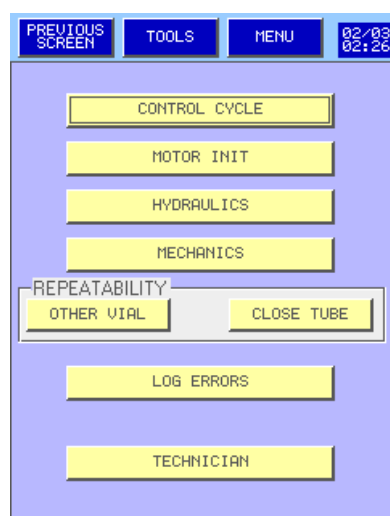 PREVIOUS SCREEN
TOOLS
MENU
02/03
02:26
CONTROL CYCLE
MOTOR INIT
HYDRAULICS
MECHANICS
REPEATABILITY
OTHER VIAL
CLOSE TUBE
LOG ERRORS
TECHNICIAN